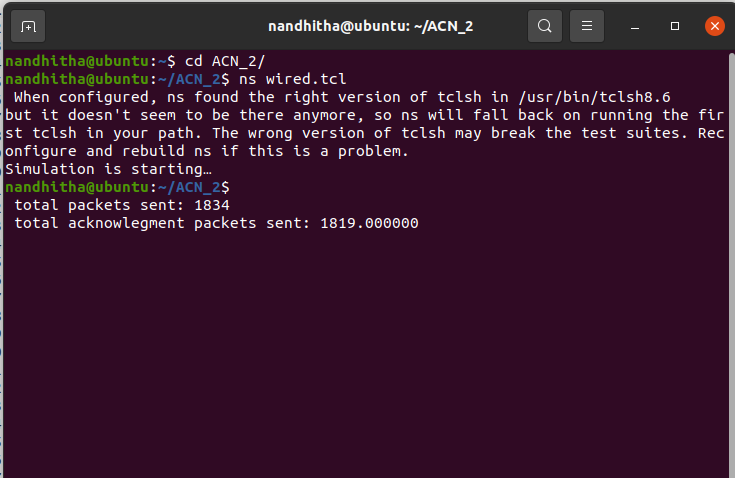 nandhitha@ubuntu: ~/ACN_2
nandhitha@ubuntu:~$ cd ACN_2/
nandhitha@ubuntu:~/ACN_2$ ns wired.tcl
When configured, ns found the right version of tclsh in /usr/bin/tclsh8.6
but it doesn't seem to be there anymore, so ns will fall back on running the fir
st tclsh in your path. The wrong version of tclsh may break the test suites. Rec
onfigure and rebuild ns if this is a problem.
Simulation is starting…
nandhitha@ubuntu:~/ACN_2$
total packets sent: 1834
total acknowlegment packets sent: 1819.000000